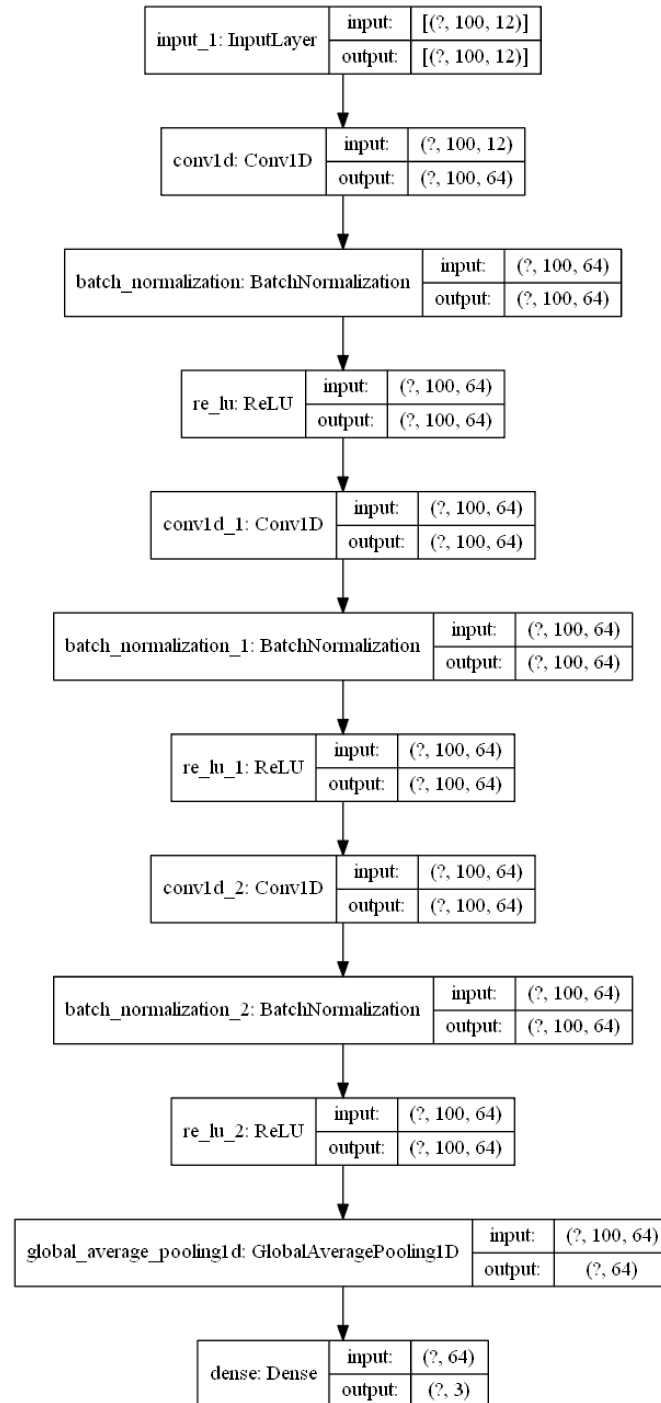 input_1: InputLayer
input: [(?, 100, 12)]
output: [(?, 100, 12)]
conv1d: Conv1D
input: (?, 100, 12)
output: (?, 100, 64)
batch_normalization: BatchNormalization
input: (?, 100, 64)
output: (?, 100, 64)
re_lu: ReLU
input: (?, 100, 64)
output: (?, 100, 64)
conv1d_1: Conv1D
input: (?, 100, 64)
output: (?, 100, 64)
batch_normalization_1: BatchNormalization
input: (?, 100, 64)
output: (?, 100, 64)
re_lu_1: ReLU
input: (?, 100, 64)
output: (?, 100, 64)
conv1d_2: Conv1D
input: (?, 100, 64)
output: (?, 100, 64)
batch_normalization_2: BatchNormalization
input: (?, 100, 64)
output: (?, 100, 64)
re_lu_2: ReLU
input: (?, 100, 64)
output: (?, 100, 64)
global_average_pooling1d: GlobalAveragePooling1D
input: (?, 100, 64)
output: (?, 64)
dense: Dense
input: (?, 64)
output: (?, 3)